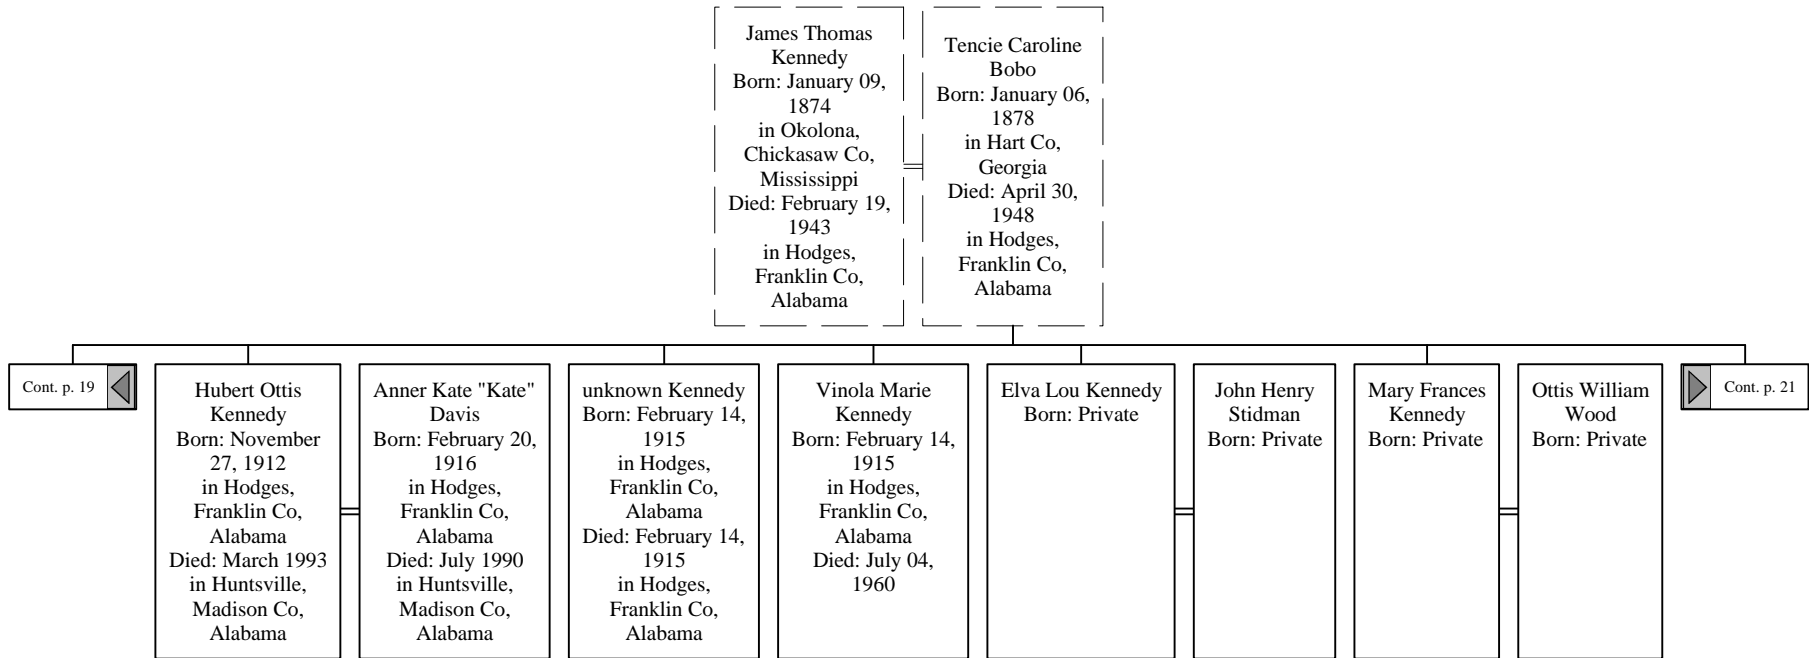 James Thomas
Kennedy
Born: January 09,
1874
in Okolona,
Chickasaw Co,
Mississippi
Died: February 19,
1943
in Hodges,
Franklin Co,
Alabama
Tencie Caroline
Bobo
Born: January 06,
1878
in Hart Co,
Georgia
Died: April 30,
1948
in Hodges,
Franklin Co,
Alabama
Cont. p. 19
Hubert Ottis
Kennedy
Born: November
27, 1912
in Hodges,
Franklin Co,
Alabama
Died: March 1993
in Huntsville,
Madison Co,
Alabama
Anner Kate "Kate"
Davis
Born: February 20,
1916
in Hodges,
Franklin Co,
Alabama
Died: July 1990
in Huntsville,
Madison Co,
Alabama
unknown Kennedy
Born: February 14,
1915
in Hodges,
Franklin Co,
Alabama
Died: February 14,
1915
in Hodges,
Franklin Co,
Alabama
Vinola Marie
Kennedy
Born: February 14,
1915
in Hodges,
Franklin Co,
Alabama
Died: July 04,
1960
Elva Lou Kennedy
Born: Private
John Henry
Stidman
Born: Private
Mary Frances
Kennedy
Born: Private
Ottis William
Wood
Born: Private
Cont. p. 21